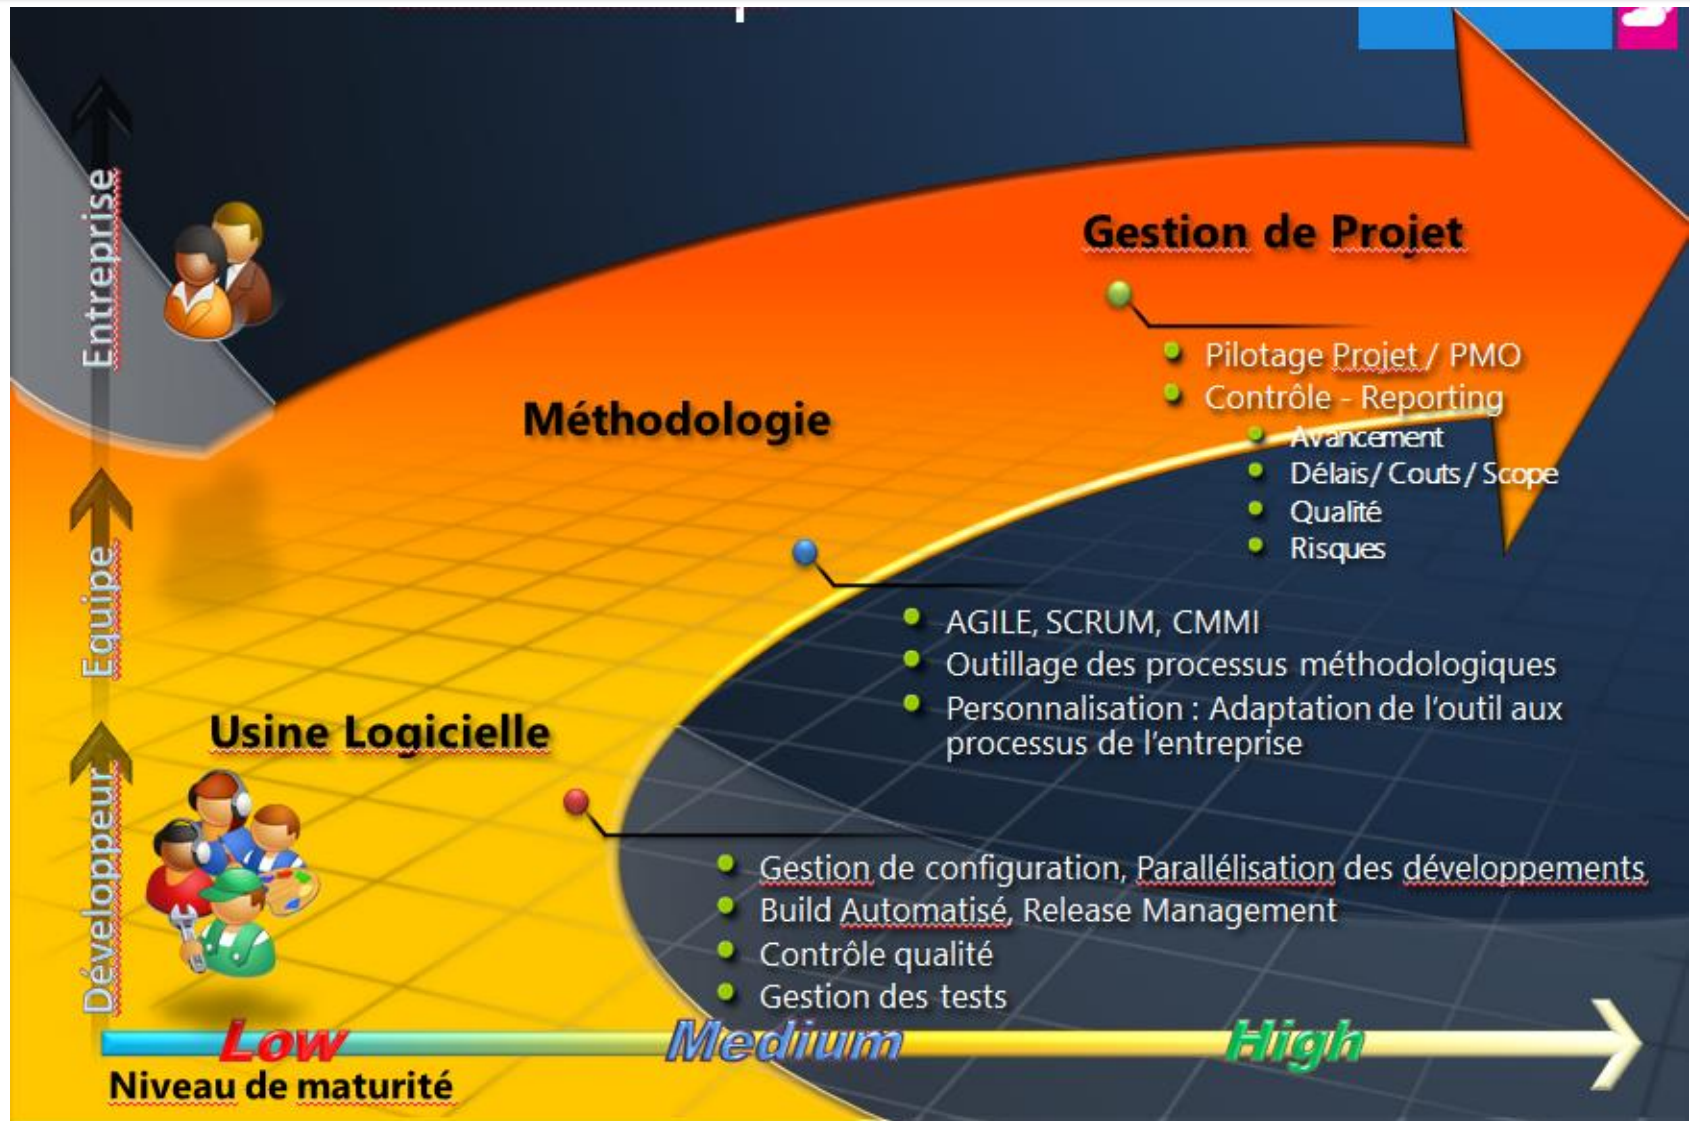 Gestion de Projet
Pilotage Projet / PMO
Contrôle - Reporting
Avancement
Délais / Couts / Scope
Qualité
Risques
Méthodologie
AGILE, SCRUM, CMMI
Outillage des processus méthodologiques
Personnalisation : Adaptation de l’outil aux
processus de l’entreprise
Usine Logicielle
Gestion de configuration, Parallélisation des développements
Build Automatisé, Release Management
Contrôle qualité
Gestion des tests
Entreprise
Equipe
Développeur
Low
Medium
High
Niveau de maturité